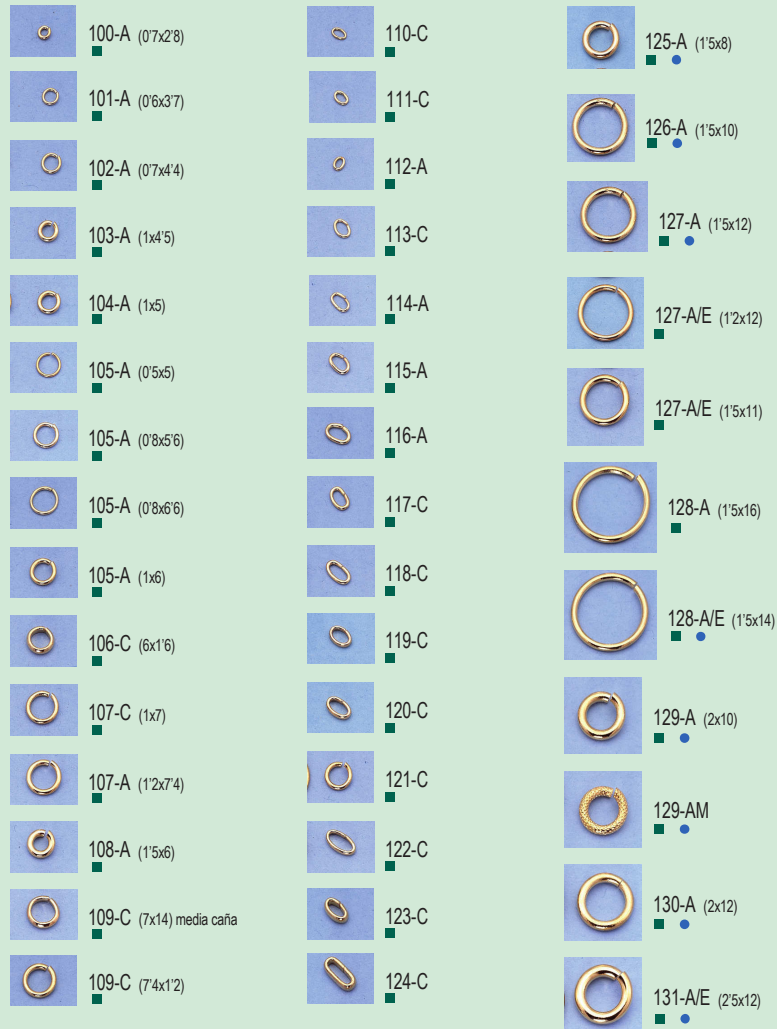 100-A (0'7x2'8)
101-A (0'6x3'7)
102-A (0'7x4'4)
103-A (1x4'5)
104-A (1x5)
105-A (0'5x5)
105-A (0'8x5'6)
105-A (0'8x6'6)
105-A (1x6)
106-C (6x1'6)
107-C (1x7)
107-A (1'2x7'4)
108-A (1'5x6)
109-C (7x14) media caña
109-C (7'4x1'2)
110-C
111-C
112-A
113-C
114-A
115-A
116-A
117-C
118-C
119-C
120-C
121-C
122-C
123-C
124-C
125-A (1'5x8)
126-A (1'5x10)
127-A (1'5x12)
127-A/E (1'2x12)
127-A/E (1'5x11)
128-A (1'5x16)
128-A/E (1'5x14)
129-A (2x10)
129-AM
130-A (2x12)
131-A/E (2'5x12)